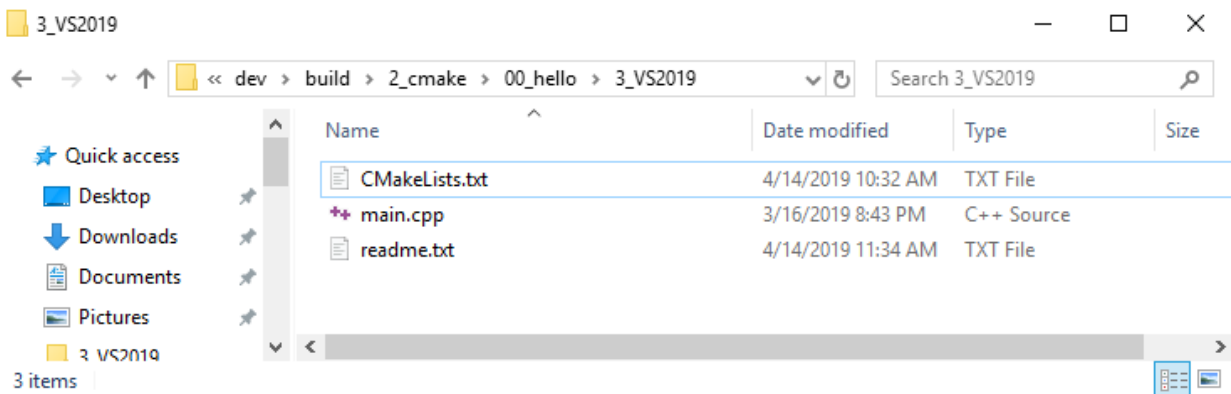 3_VS2019
« dev > build > 2_cmake > 00_hello > 3_VS2019
Search 3_VS2019
Name Date modified Type Size
Quick access
Desktop
Downloads
Documents
Pictures
3_VS2019
CMakeLists.txt 4/14/2019 10:32 AM TXT File
main.cpp 3/16/2019 8:43 PM C++ Source
readme.txt 4/14/2019 11:34 AM TXT File
3 items